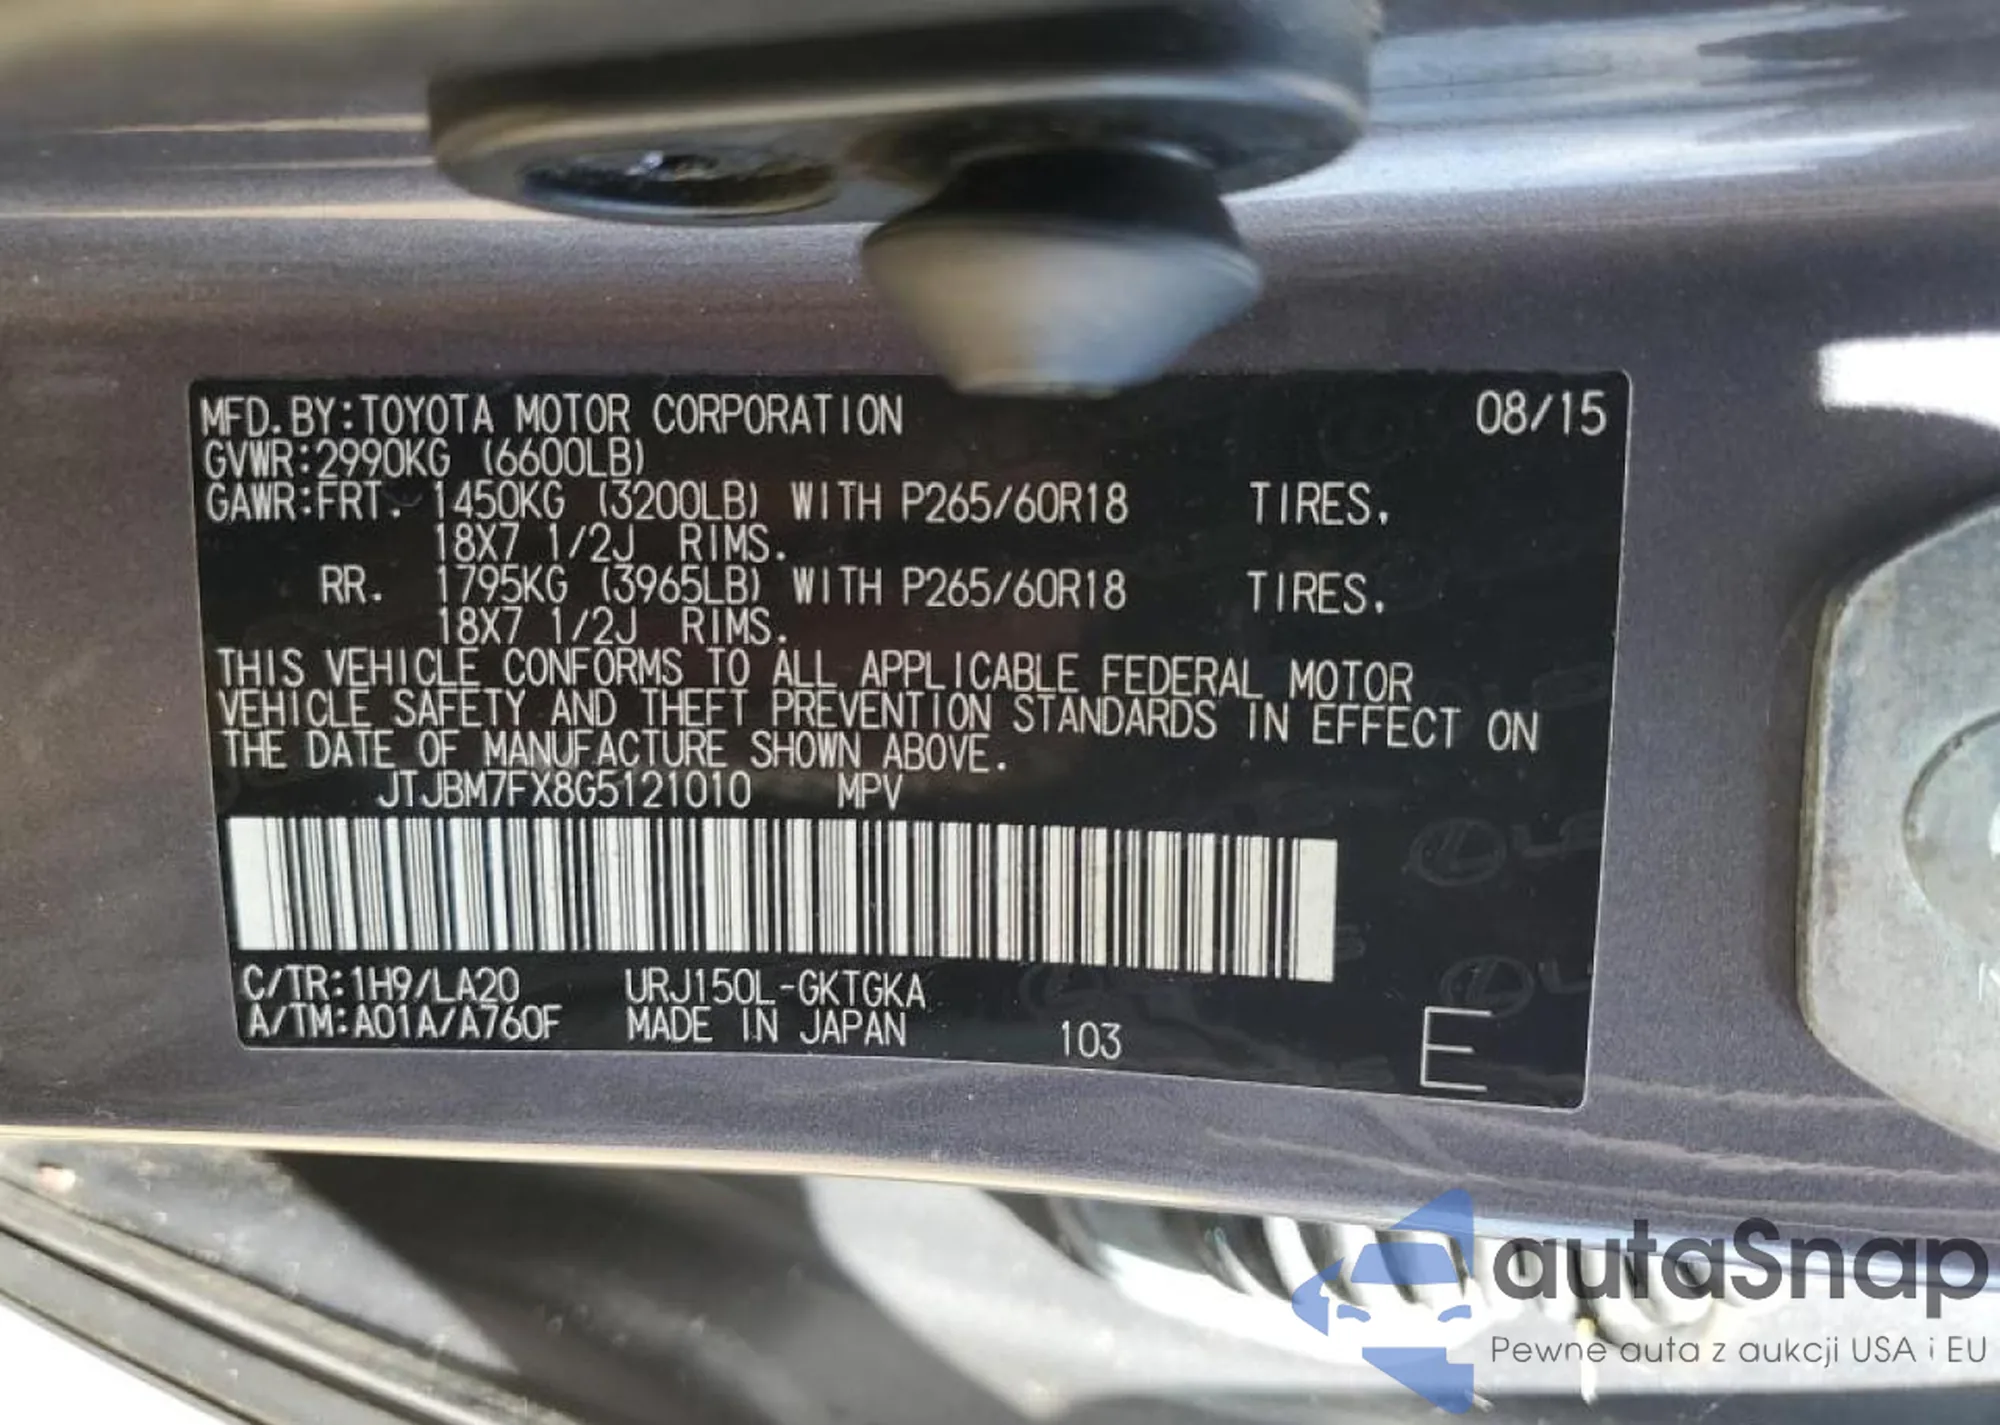 MFD.BY:TOYOTA MOTOR CORPORATION 08/15
GVWR:2990KG (6600LB)
GAWR:FRT. 1450KG (3200LB) WITH P265/60R18 TIRES.
18X7 1/2J RIMS.
RR. 1795KG (3965LB) WITH P265/60R18 TIRES.
18X7 1/2J RIMS.
THIS VEHICLE CONFORMS TO ALL APPLICABLE FEDERAL MOTOR
VEHICLE SAFETY AND THEFT PREVENTION STANDARDS IN EFFECT ON
THE DATE OF MANUFACTURE SHOWN ABOVE.
JTJBM7FX8G5121010 MPV
C/TR:1H9/LA20 URJ150L-GKTGKA
A/TM:A01A/A760F MADE IN JAPAN 103 E
autaSnap
Pewne auta z aukcji USA i EU